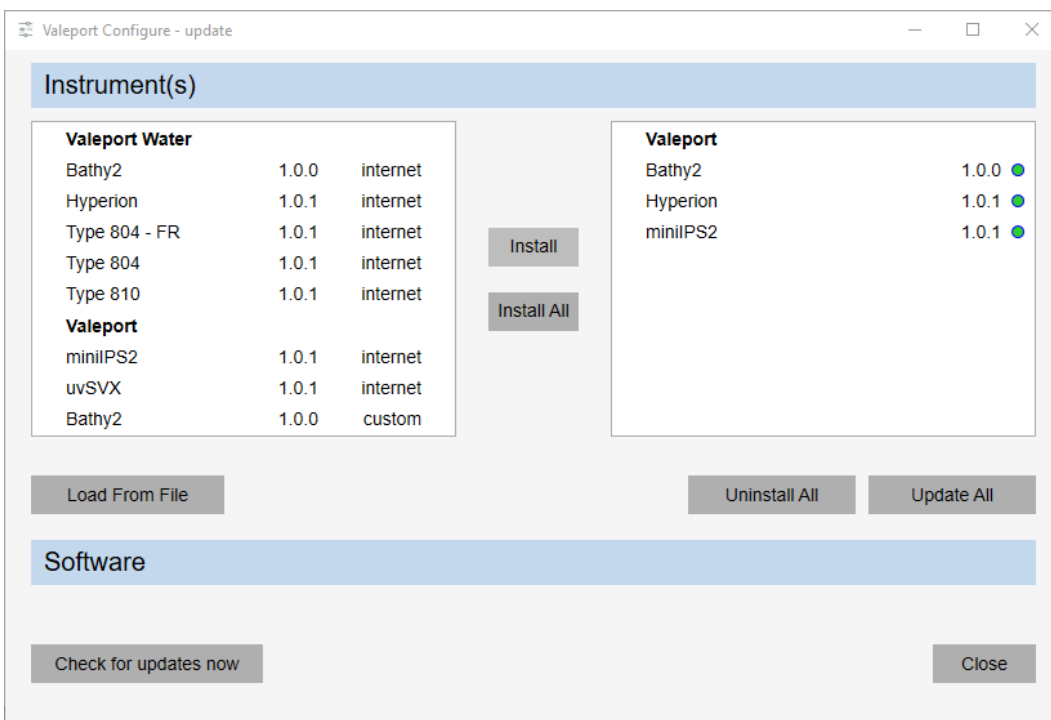 Valeport Configure - update
Instrument(s)
Valeport Water
Bathy2 1.0.0 internet
Hyperion 1.0.1 internet
Type 804 - FR 1.0.1 internet
Type 804 1.0.1 internet
Type 810 1.0.1 internet
Valeport
miniIPS2 1.0.1 internet
uvSVX 1.0.1 internet
Bathy2 1.0.0 custom
Install
Install All
Valeport
Bathy2 1.0.0
Hyperion 1.0.1
miniIPS2 1.0.1
Load From File
Uninstall All
Update All
Software
Check for updates now
Close